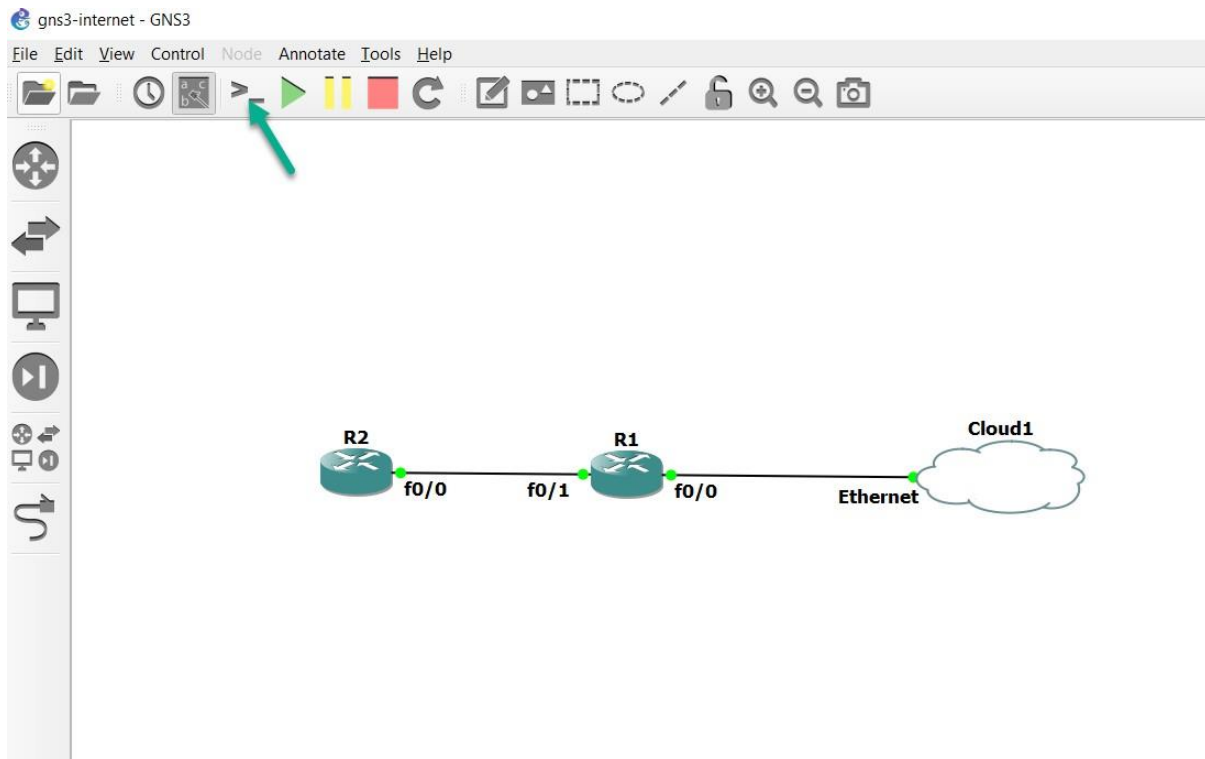 gns3-internet - GNS3
File Edit View Control Node Annotate Tools Help
R2 R1 Cloud1
f0/0 f0/1 f0/0 Ethernet